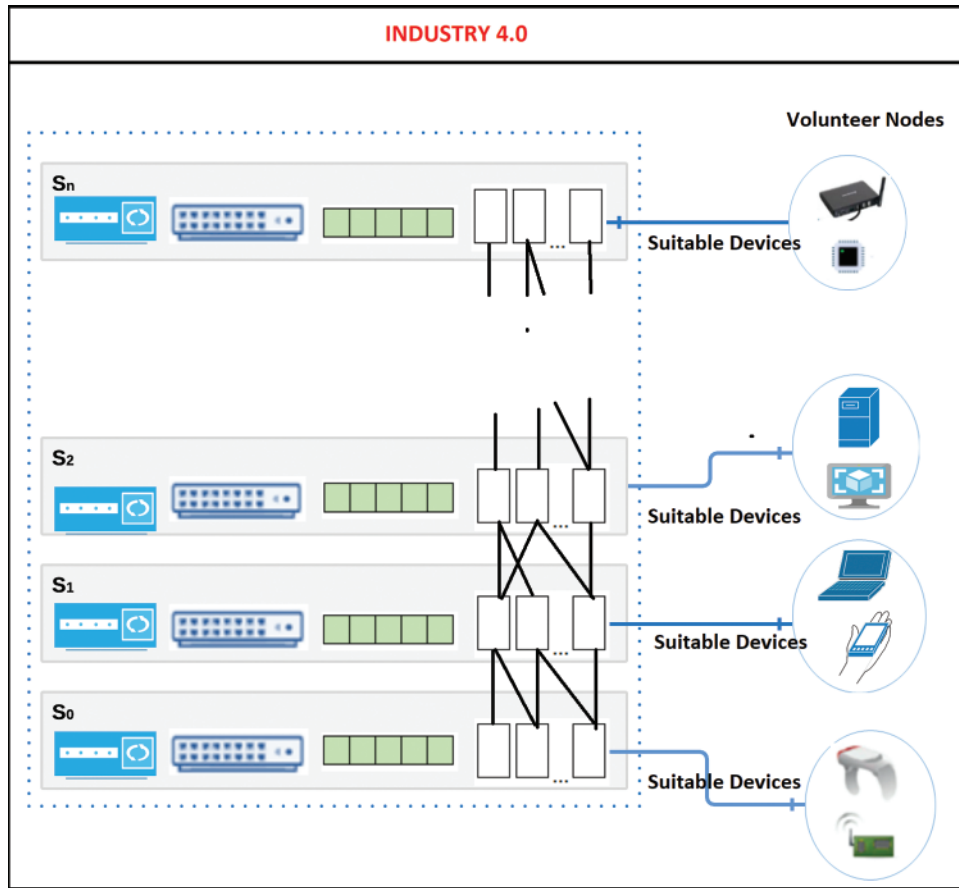 INDUSTRY 4.0
Volunteer Nodes
Sn
...
Suitable Devices
S2
...
Suitable Devices
S1
...
Suitable Devices
S0
...
Suitable Devices